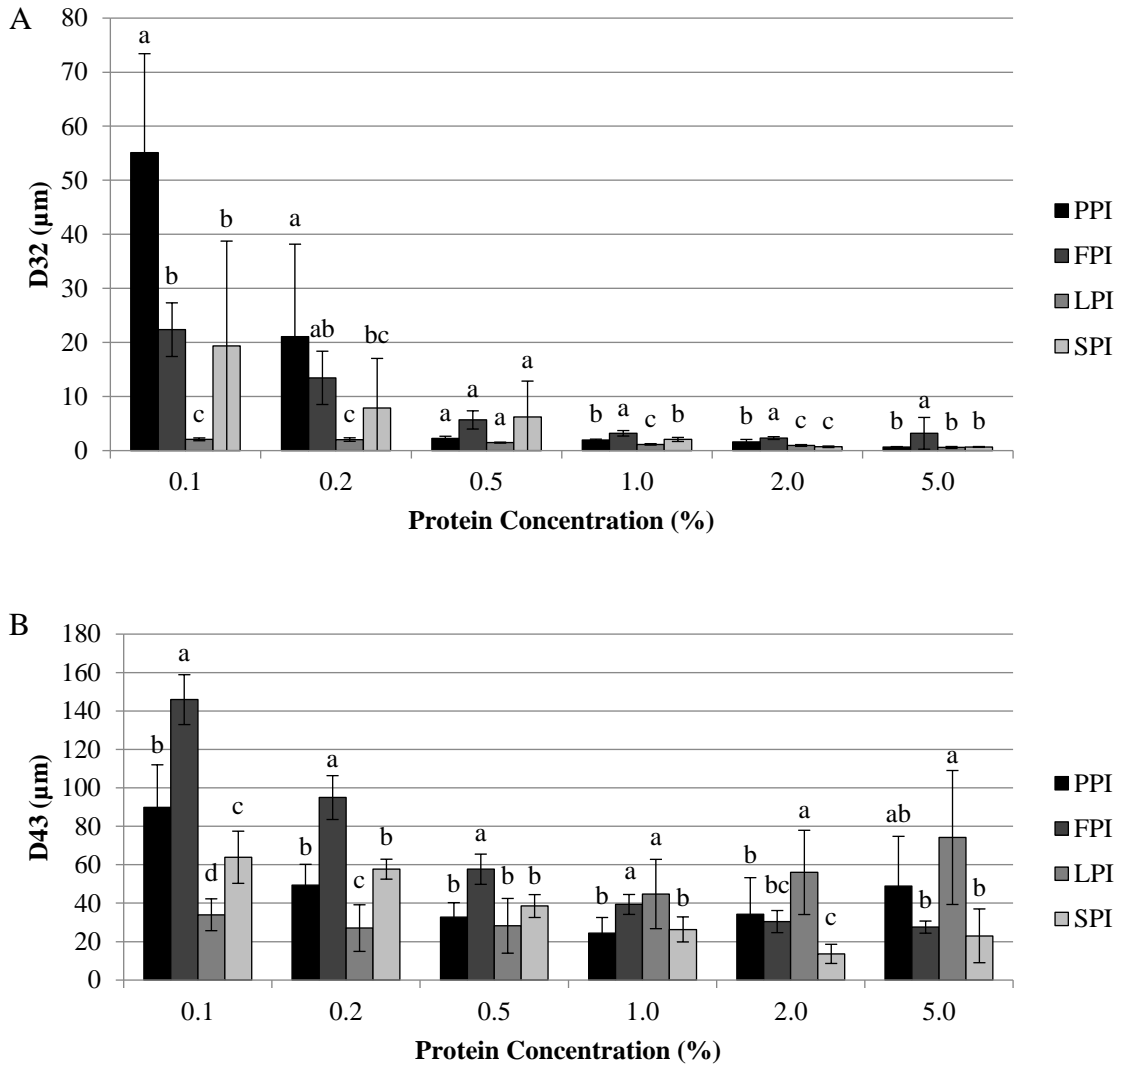 A
80
70
60
50
40
30
20
10
0
D32 (μm)
a
b
c
b
a
ab
c
bc
a
a
a
a
b
a
c
b
b
a
c
c
b
a
b
b
0.1 0.2 0.5 1.0 2.0 5.0
Protein Concentration (%)
PPI
FPI
LPI
SPI
B
180
160
140
120
100
80
60
40
20
0
D43 (μm)
b
a
d
c
b
a
c
b
b
a
b
b
b
a
a
b
b
bc
a
c
ab
b
a
b
0.1 0.2 0.5 1.0 2.0 5.0
Protein Concentration (%)
PPI
FPI
LPI
SPI